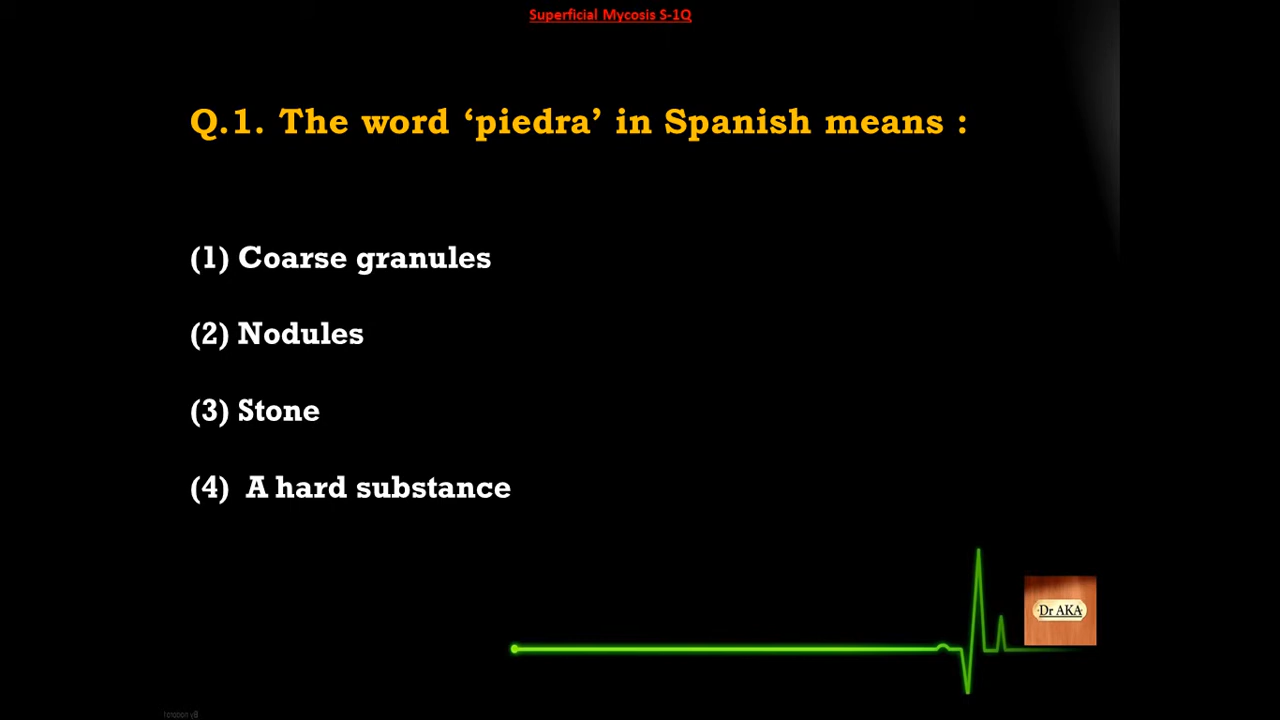 Superficial Mycosis S-1Q
Q.1. The word ‘piedra’ in Spanish means :
(1) Coarse granules
(2) Nodules
(3) Stone
(4) A hard substance
Dr AKA